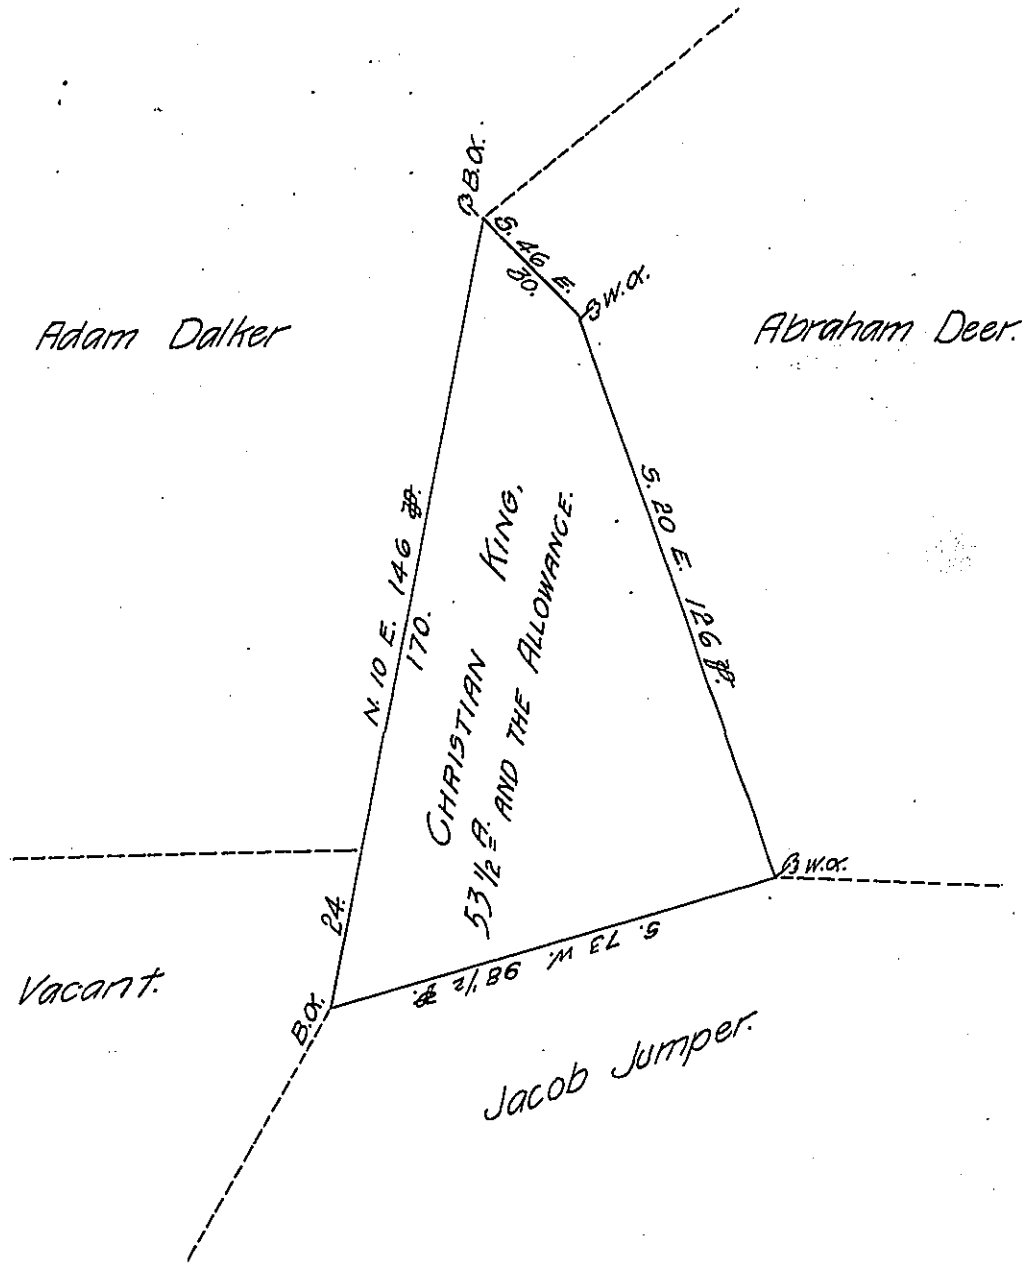 B.O.
S. 46 E.
30.
W.O.
Adam Dalker
Abraham Deer.
N. 10 E. 146 P.
170.
S. 20 E. 126 P.
CHRISTIAN KING,
53 1/2 A. AND THE ALLOWANCE.
24.
W.O.
S. 73 W. 98 1/2 P.
Vacant.
B.O.
Jacob Jumper.